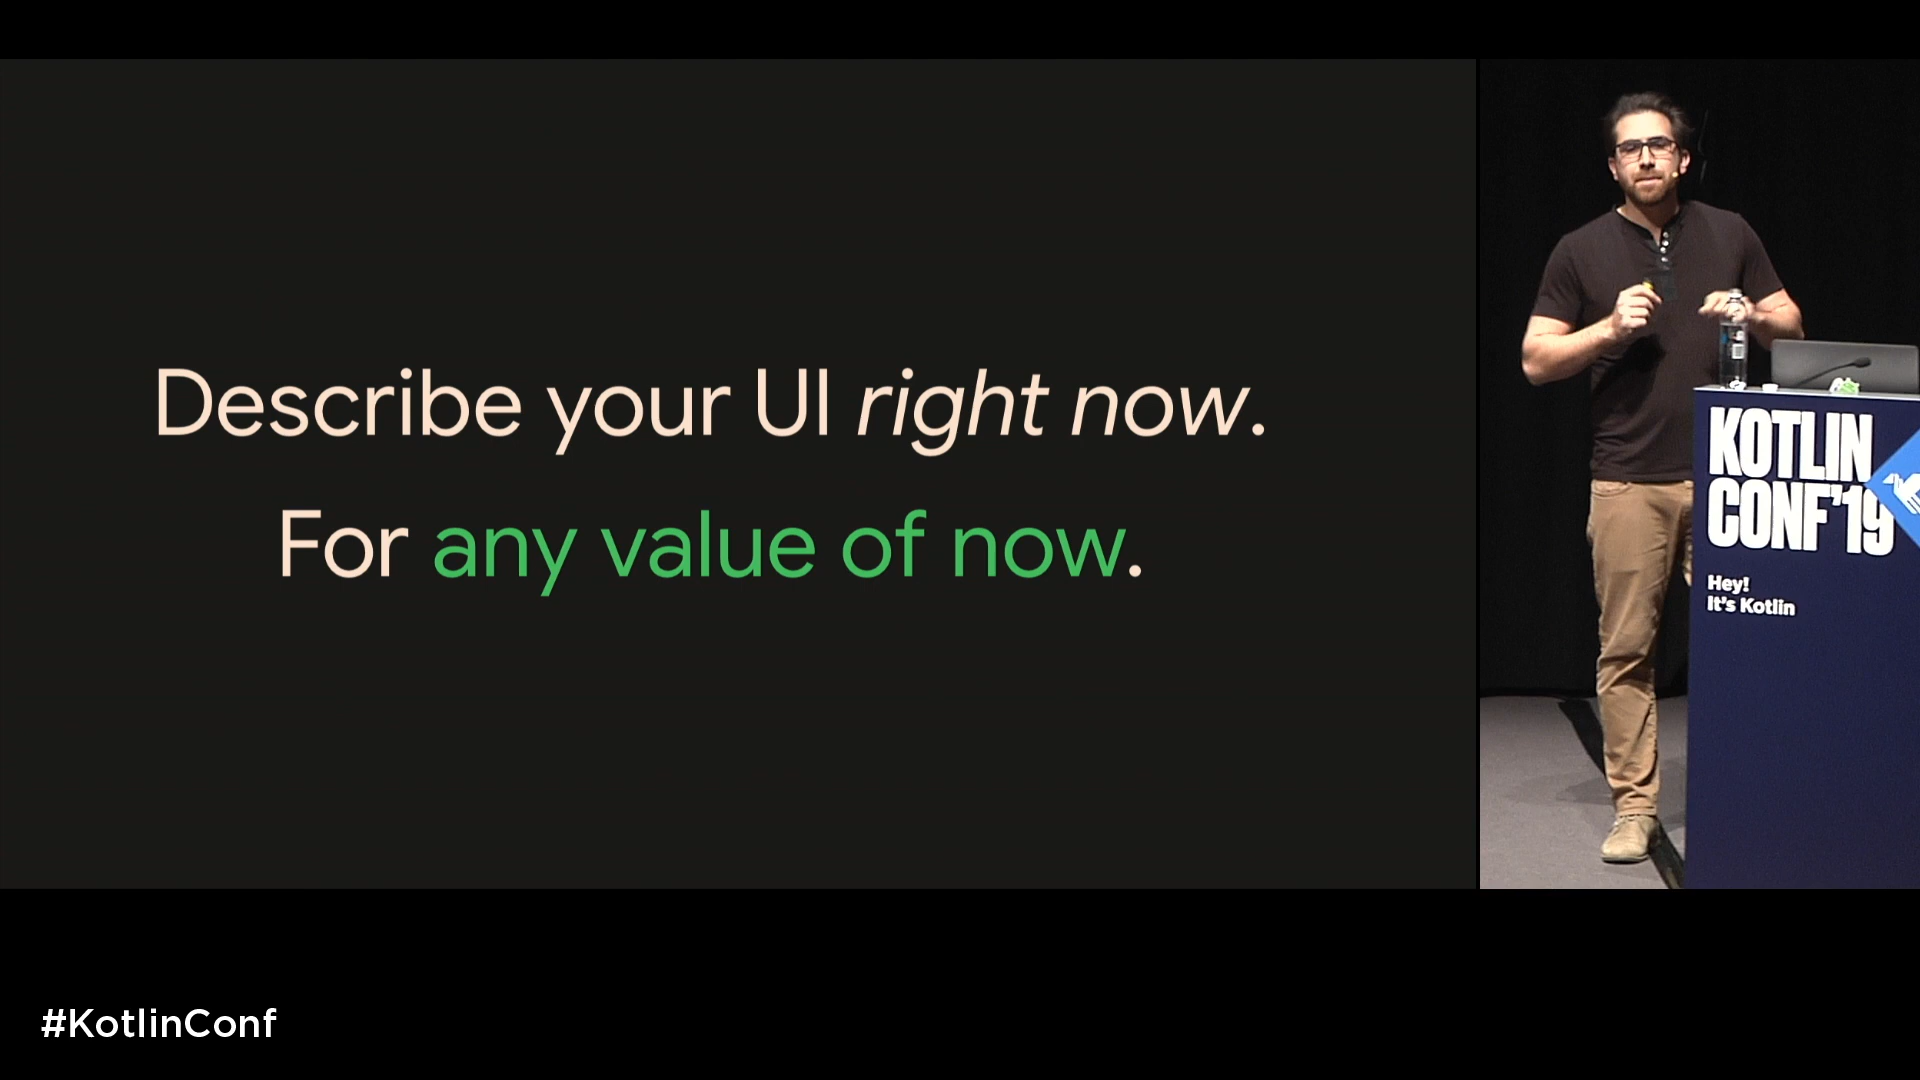 Describe your UI right now.
For any value of now.
KOTLIN
CONF'19
Hey!
It's Kotlin
#KotlinConf